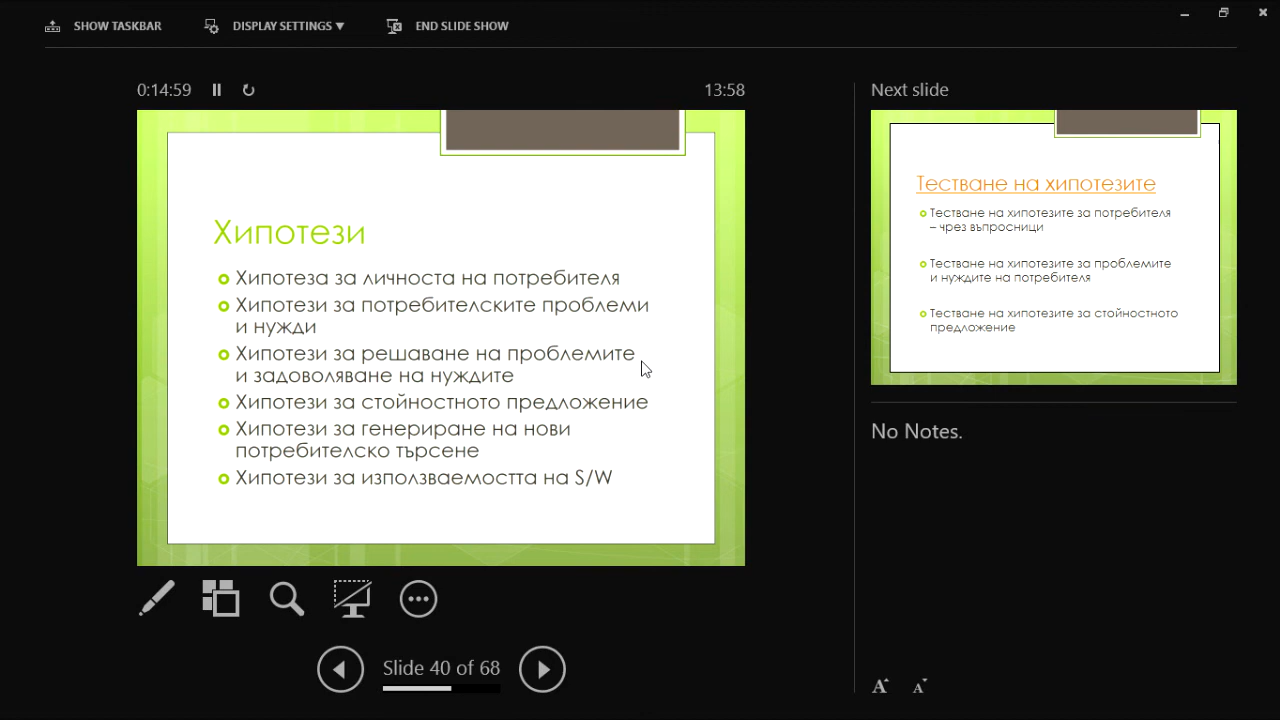 SHOW TASKBAR
DISPLAY SETTINGS ▼
END SLIDE SHOW
0:14:59
13:58
Хипотези
Хипотеза за личноста на потребителя
Хипотези за потребителските проблеми
и нужди
Хипотези за решаване на проблемите
и задоволяване на нуждите
Хипотези за стойностното предложение
Хипотези за генериране на нови
потребителско търсене
Хипотези за използваемостта на S/W
Slide 40 of 68
Next slide
Тестване на хипотезите
Тестване на хипотезите за потребителя
– чрез въпросници
Тестване на хипотезите за проблемите
и нуждите на потребителя
Тестване на хипотезите за стойностното
предложение
No Notes.
A A